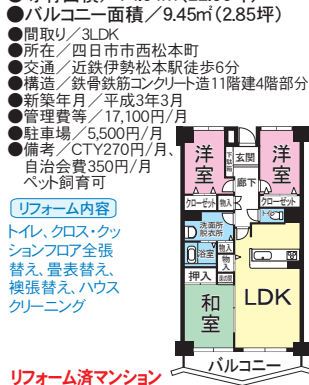 ●バルコニー面積／9.45㎡(2.85坪)
●間取り／3LDK
●所在／四日市市西松本町
●交通／近鉄伊勢松本駅徒歩6分
●構造／鉄骨鉄筋コンクリート造11階建4階部分
●新築年月／平成3年3月
●管理費等／17,100円/月
●駐車場／5,500円/月
●備考／CTY270円/月、
自治会費350円/月
ペット飼育可
リフォーム内容
トイレ、クロス・クッ
ションフロア全張
替え、畳表替え、
襖張替え、ハウス
クリーニング
リフォーム済マンション
洋室
下駄箱
玄関
洋室
廊下
クローゼット
物入
クローゼット
トイレ
洗面所
脱衣所
浴室
物入
物入
押入
和室
LDK
バルコニー